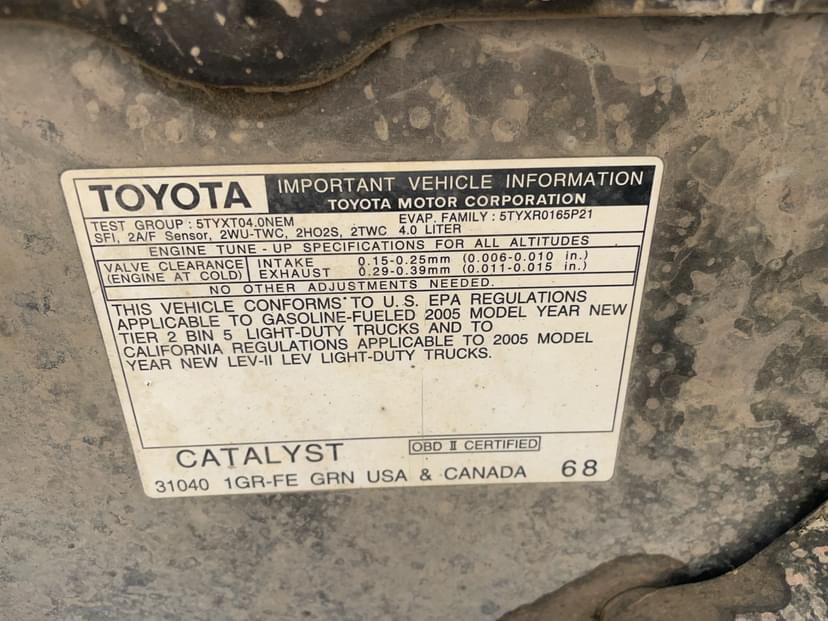 TOYOTA IMPORTANT VEHICLE INFORMATION
TOYOTA MOTOR CORPORATION
TEST GROUP : 5TYXT04.0NEM EVAP. FAMILY : 5TYXR0165P21
SFI, 2A/F Sensor, 2WU-TWC, 2HO2S, 2TWC 4.0 LITER
ENGINE TUNE - UP SPECIFICATIONS FOR ALL ALTITUDES
VALVE CLEARANCE INTAKE 0.15-0.25mm (0.006-0.010 in.)
(ENGINE AT COLD) EXHAUST 0.29-0.39mm (0.011-0.015 in.)
NO OTHER ADJUSTMENTS NEEDED.
THIS VEHICLE CONFORMS TO U.S. EPA REGULATIONS
APPLICABLE TO GASOLINE-FUELED 2005 MODEL YEAR NEW
TIER 2 BIN 5 LIGHT-DUTY TRUCKS AND TO
CALIFORNIA REGULATIONS APPLICABLE TO 2005 MODEL
YEAR NEW LEV-II LEV LIGHT-DUTY TRUCKS.
CATALYST OBD II CERTIFIED
31040 1GR-FE GRN USA & CANADA 68